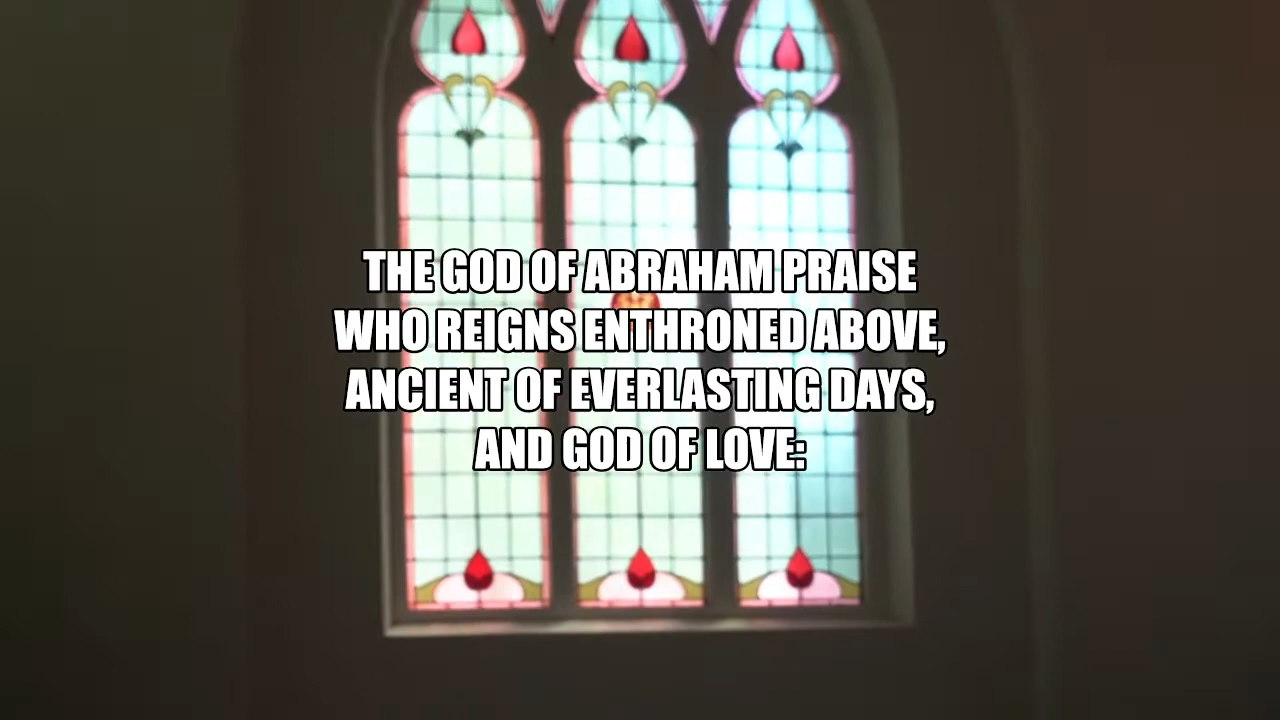 THE GOD OF ABRAHAM PRAISE
WHO REIGNS ENTHRONED ABOVE,
ANCIENT OF EVERLASTING DAYS,
AND GOD OF LOVE: